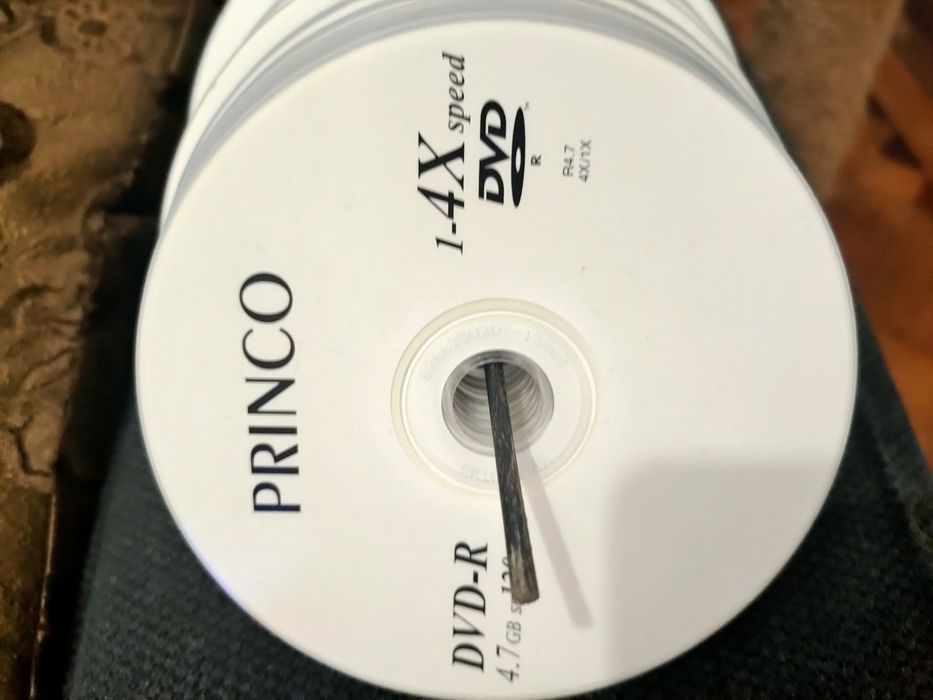 PRINCO
1-4X speed
DVD
R
R4.7
4X/1X
DVD-R
4.7 GB